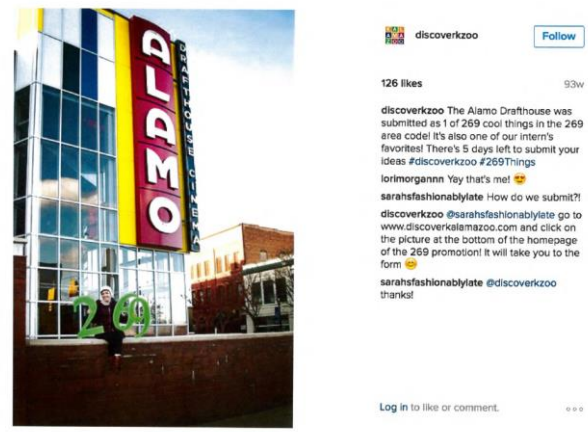 ALAMO
DRAFTHOUSE CINEMA
269
discoverkzoo
Follow
126 likes
93w
discoverkzoo The Alamo Drafthouse was
submitted as 1 of 269 cool things in the 269
area code! It's also one of our intern's
favorites! There's 5 days left to submit your
ideas #discoverkzoo #269Things
lorimorgannn Yay that's me! 😍
sarahsfashionablylate How do we submit?!
discoverkzoo @sarahsfashionablylate go to
www.discoverkalamazoo.com and click on
the picture at the bottom of the homepage
of the 269 promotion! It will take you to the
form 😊
sarahsfashionablylate @discoverkzoo
thanks!
Log in to like or comment.